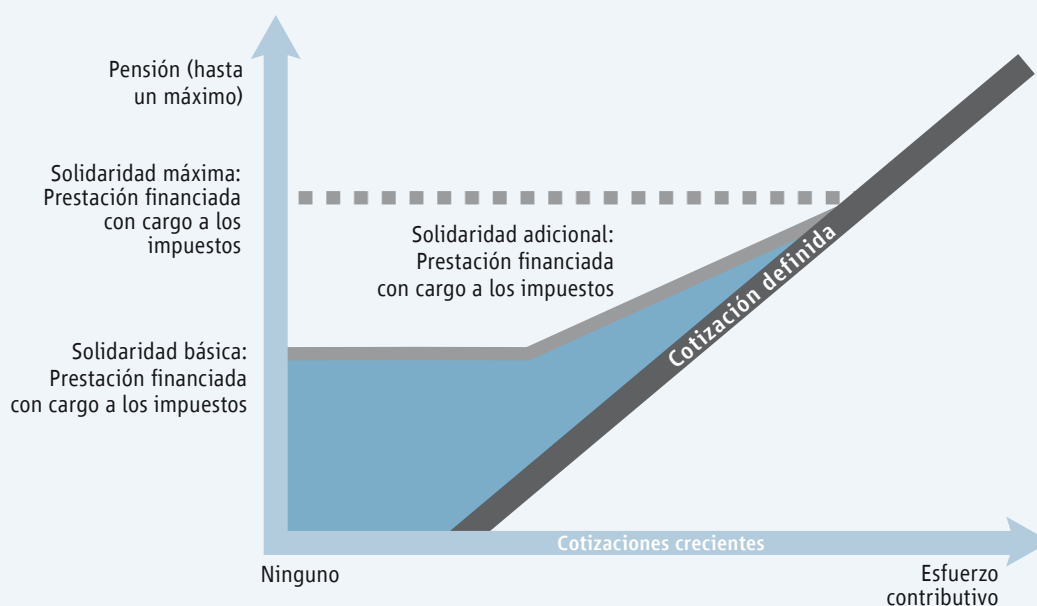 Pensión (hasta
un máximo)
Solidaridad máxima:
Prestación financiada
con cargo a los
impuestos
Solidaridad adicional:
Prestación financiada
con cargo a los impuestos
Solidaridad básica:
Prestación financiada
con cargo a los impuestos
Cotización definida
Cotizaciones crecientes
Ninguno
Esfuerzo
contributivo